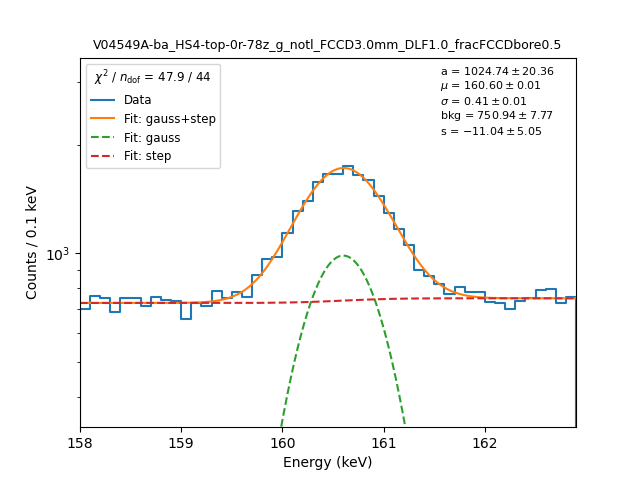 V04549A-ba_HS4-top-0r-78z_g_notl_FCCD3.0mm_DLF1.0_fracFCCDbore0.5
χ² / n_dof = 47.9 / 44
Data
Fit: gauss+step
Fit: gauss
Fit: step
a = 1024.74 ± 20.36
μ = 160.60 ± 0.01
σ = 0.41 ± 0.01
bkg = 750.94 ± 7.77
s = −11.04 ± 5.05
Counts / 0.1 keV
10³
158 159 160 161 162
Energy (keV)